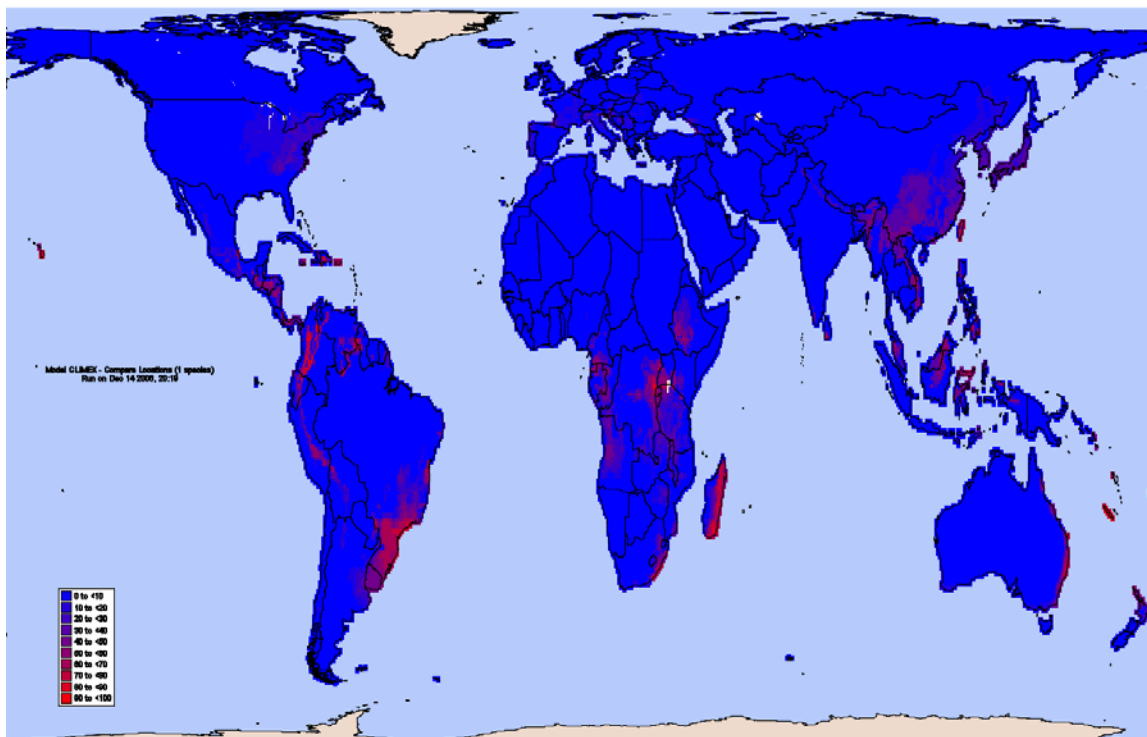 Model CLIMEX - Compare Locations (1 species)
Run on Dec 14 2006, 20:19
0 to <10
10 to <20
20 to <30
30 to <40
40 to <50
50 to <60
60 to <70
70 to <80
80 to <90
90 to <100